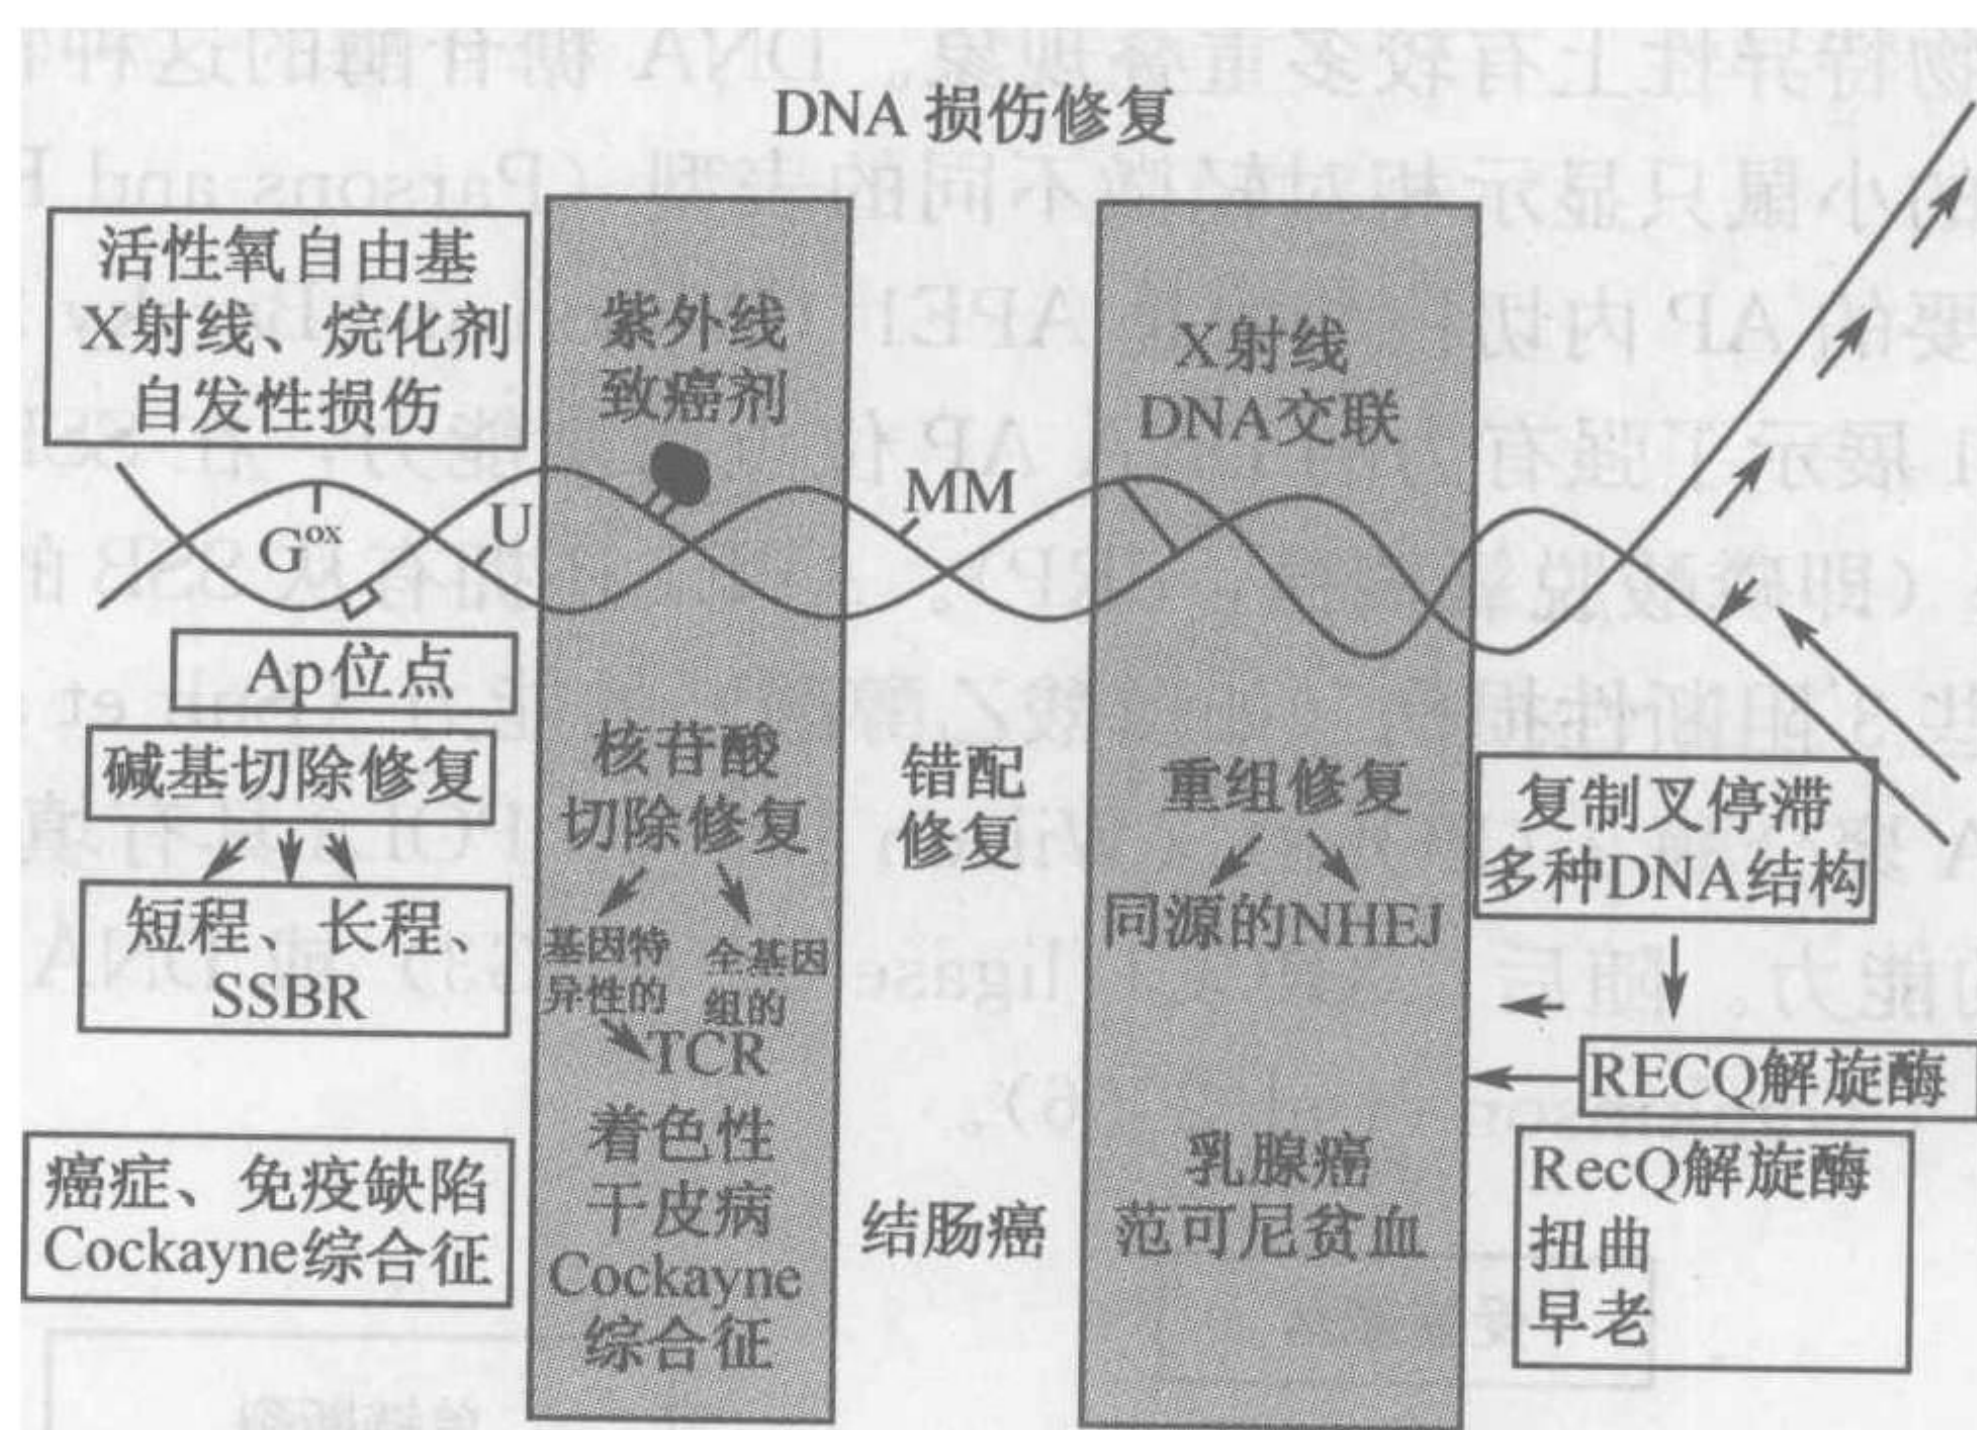 DNA 损伤修复
活性氧自由基
X射线、烷化剂
自发性损伤
紫外线
致癌剂
X射线
DNA交联
Gox
U
MM
Ap位点
碱基切除修复
短程、长程、
SSBR
癌症、免疫缺陷
Cockayne综合征
核苷酸
切除修复
基因特
异性的
全基因
组的
TCR
着色性
干皮病
Cockayne
综合征
错配
修复
结肠癌
重组修复
同源的NHEJ
乳腺癌
范可尼贫血
复制叉停滞
多种DNA结构
RECQ解旋酶
RecQ解旋酶
扭曲
早老